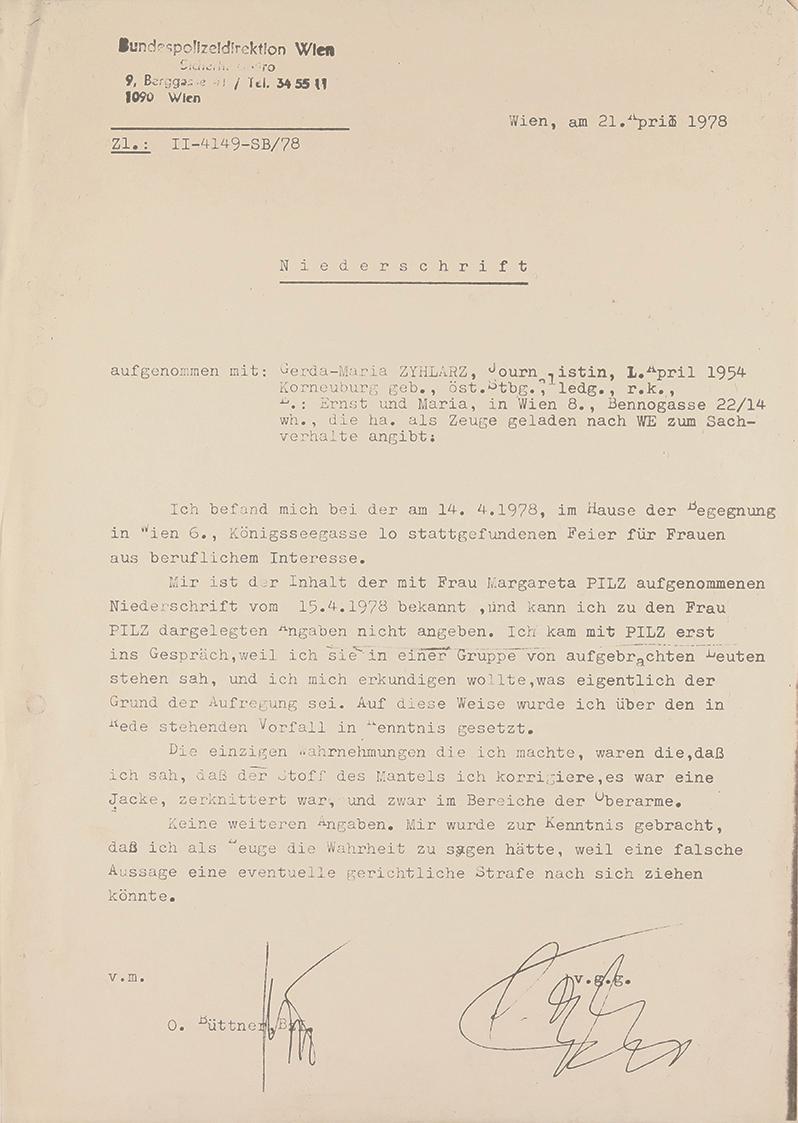 Bundespolizeidirektion Wien
9, Berggasse / Tel. 34 55 11
1090 Wien
Wien, am 21.April 1978
Zl.: II-4149-SB/78
Niederschrift
aufgenommen mit: Gerda-Maria ZYHLARZ, Journ istin, 1.April 1954
Korneuburg geb., öst.Stbg., ledg., r.k.,
E.: Ernst und Maria, in Wien 8., Bennogasse 22/14
wh., die ha. als Zeuge geladen nach WE zum Sach-
verhalte angibt:
Ich befand mich bei der am 14. 4.1978, im Hause der Begegnung
in Wien 6., Königsseegasse lo stattgefundenen Feier für Frauen
aus beruflichem Interesse.
Mir ist der Inhalt der mit Frau Margareta PILZ aufgenommenen
Niederschrift vom 15.4.1978 bekannt ,und kann ich zu den Frau
PILZ dargelegten Angaben nicht angeben. Ich kam mit PILZ erst
ins Gespräch,weil ich sie in einer Gruppe von aufgebrachten Leuten
stehen sah, und ich mich erkundigen wollte,was eigentlich der
Grund der Aufregung sei. Auf diese Weise wurde ich über den in
Rede stehenden Vorfall in Kenntnis gesetzt.
Die einzigen Wahrnehmungen die ich machte, waren die,daß
ich sah, daß der Stoff des Mantels ich korrigiere,es war eine
Jacke, zerknittert war, und zwar im Bereiche der Oberarme.
Keine weiteren Angaben. Mir wurde zur Kenntnis gebracht,
daß ich als Zeuge die Wahrheit zu sagen hätte, weil eine falsche
Aussage eine eventuelle gerichtliche Strafe nach sich ziehen
könnte.
v.m. v.g.g.
O. Büttner